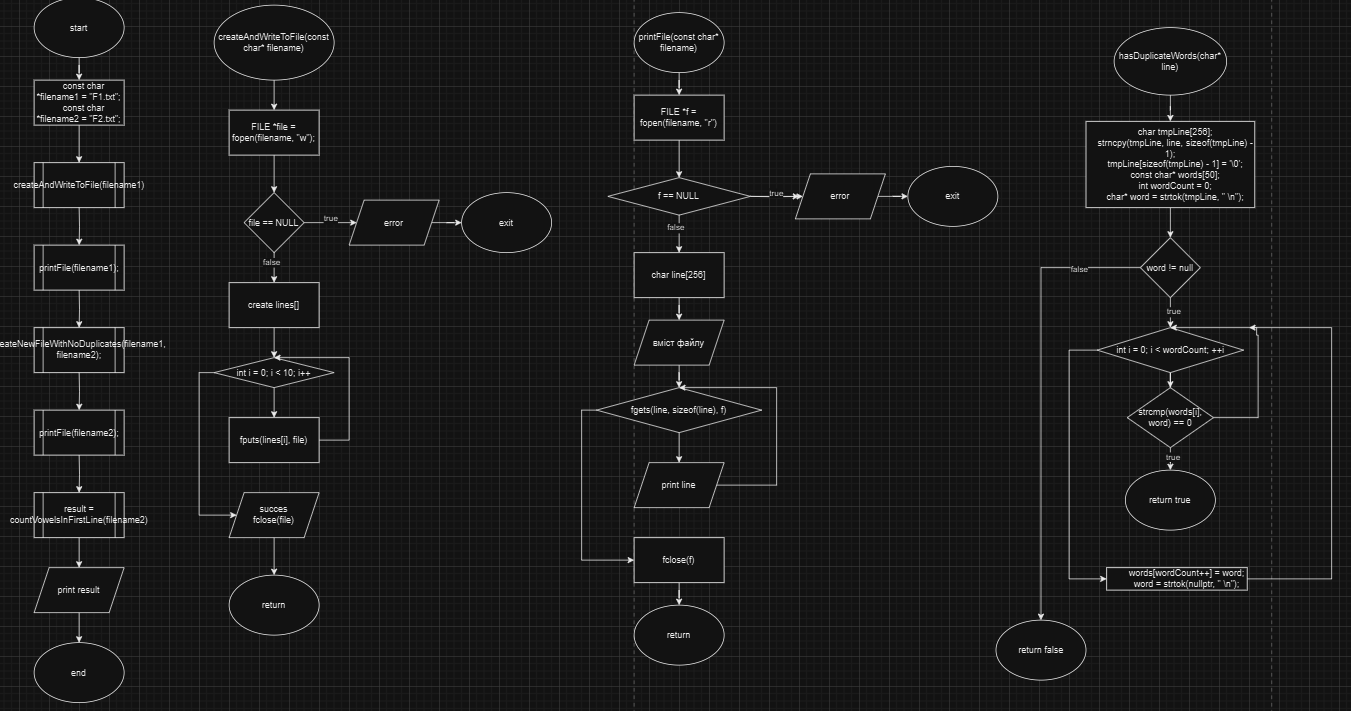 start
const char
*filename1 = "F1.txt";
const char
*filename2 = "F2.txt";
createAndWriteToFile(filename1)
printFile(filename1);
eateNewFileWithNoDuplicates(filename1,
filename2);
printFile(filename2);
result =
countVowelsInFirstLine(filename2)
print result
end
createAndWriteToFile(const
char* filename)
FILE *file =
fopen(filename, "w");
file == NULL
true
error
exit
false
create lines[]
int i = 0; i < 10; i++
fputs(lines[i], file)
succes
fclose(file)
return
printFile(const char*
filename)
FILE *f =
fopen(filename, "r")
f == NULL
true
error
exit
false
char line[256]
вміст файлу
fgets(line, sizeof(line), f)
print line
fclose(f)
return
hasDuplicateWords(char*
line)
char tmpLine[256];
strncpy(tmpLine, line, sizeof(tmpLine) -
1);
tmpLine[sizeof(tmpLine) - 1] = '\0';
const char* words[50];
int wordCount = 0;
char* word = strtok(tmpLine, " \n");
word != null
false
true
int i = 0; i < wordCount; ++i
strcmp(words[i],
word) == 0
true
return true
words[wordCount++] = word;
word = strtok(nullptr, " \n");
return false